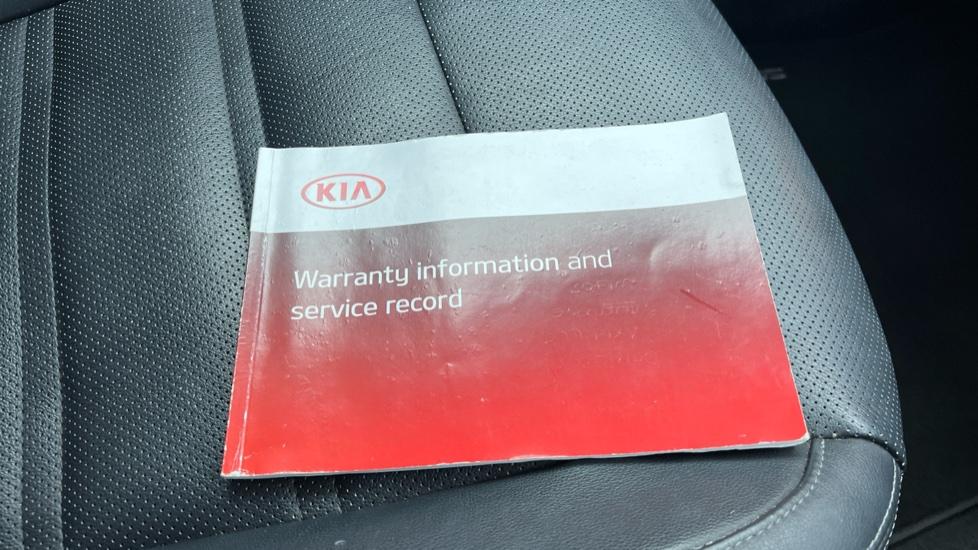 KIA
Warranty information and
service record